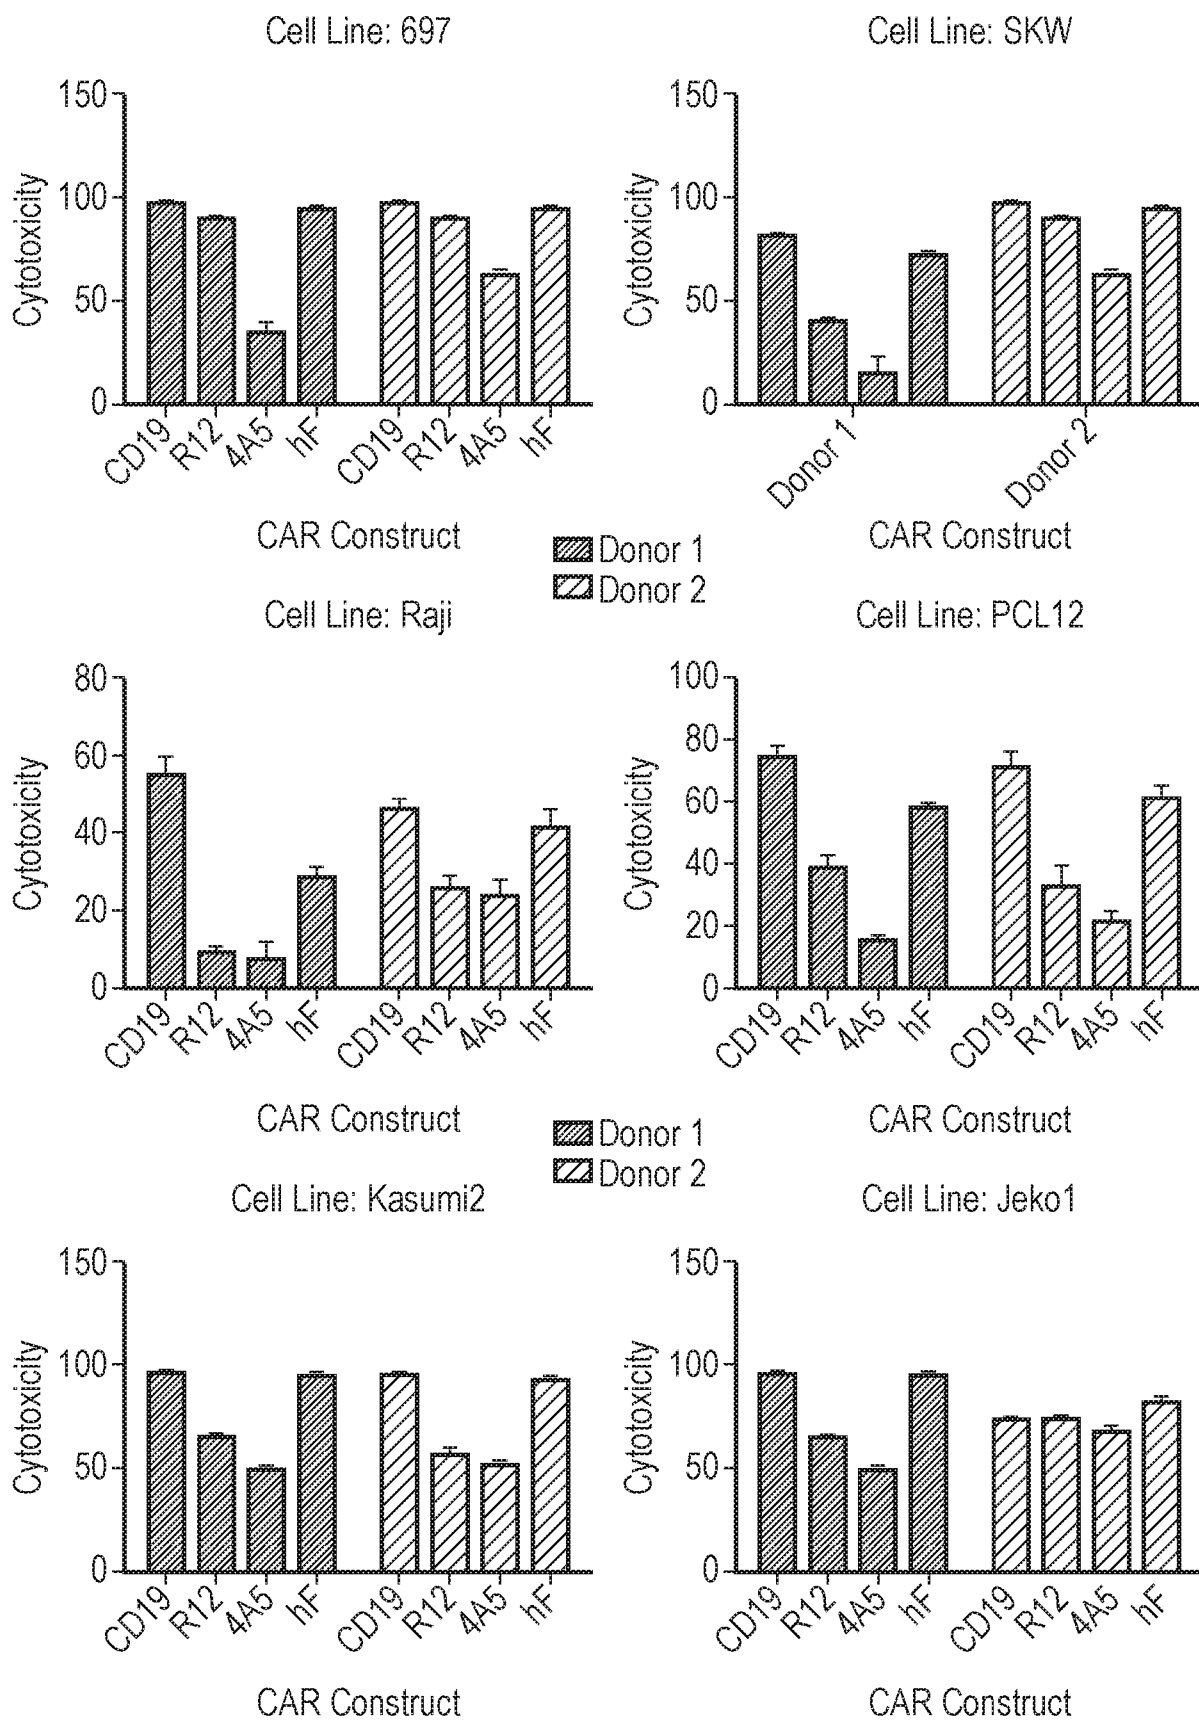 Cell Line: 697
Cytotoxicity
150
100
50
0
CD19 R12 4A5 hF CD19 R12 4A5 hF
CAR Construct
Cell Line: SKW
Cytotoxicity
150
100
50
0
Donor 1 Donor 2
CAR Construct
Donor 1
Donor 2
Cell Line: Raji
Cytotoxicity
80
60
40
20
0
CD19 R12 4A5 hF CD19 R12 4A5 hF
CAR Construct
Cell Line: PCL12
Cytotoxicity
100
80
60
40
20
0
CD19 R12 4A5 hF CD19 R12 4A5 hF
CAR Construct
Donor 1
Donor 2
Cell Line: Kasumi2
Cytotoxicity
150
100
50
0
CD19 R12 4A5 hF CD19 R12 4A5 hF
CAR Construct
Cell Line: Jeko1
Cytotoxicity
150
100
50
0
CD19 R12 4A5 hF CD19 R12 4A5 hF
CAR Construct